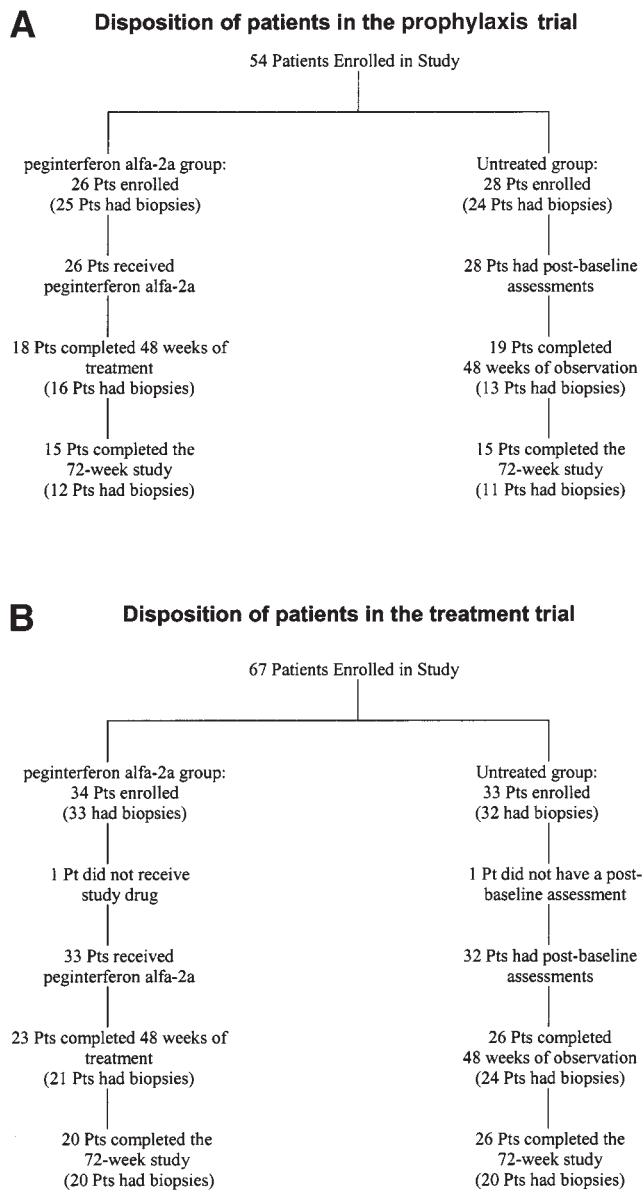 A
Disposition of patients in the prophylaxis trial
54 Patients Enrolled in Study
peginterferon alfa-2a group:
26 Pts enrolled
(25 Pts had biopsies)
26 Pts received
peginterferon alfa-2a
18 Pts completed 48 weeks of
treatment
(16 Pts had biopsies)
15 Pts completed the
72-week study
(12 Pts had biopsies)
Untreated group:
28 Pts enrolled
(24 Pts had biopsies)
28 Pts had post-baseline
assessments
19 Pts completed
48 weeks of observation
(13 Pts had biopsies)
15 Pts completed the
72-week study
(11 Pts had biopsies)
B
Disposition of patients in the treatment trial
67 Patients Enrolled in Study
peginterferon alfa-2a group:
34 Pts enrolled
(33 had biopsies)
1 Pt did not receive
study drug
33 Pts received
peginterferon alfa-2a
23 Pts completed 48 weeks of
treatment
(21 Pts had biopsies)
20 Pts completed the
72-week study
(20 Pts had biopsies)
Untreated group:
33 Pts enrolled
(32 had biopsies)
1 Pt did not have a post-
baseline assessment
32 Pts had post-baseline
assessments
26 Pts completed
48 weeks of observation
(24 Pts had biopsies)
26 Pts completed the
72-week study
(20 Pts had biopsies)